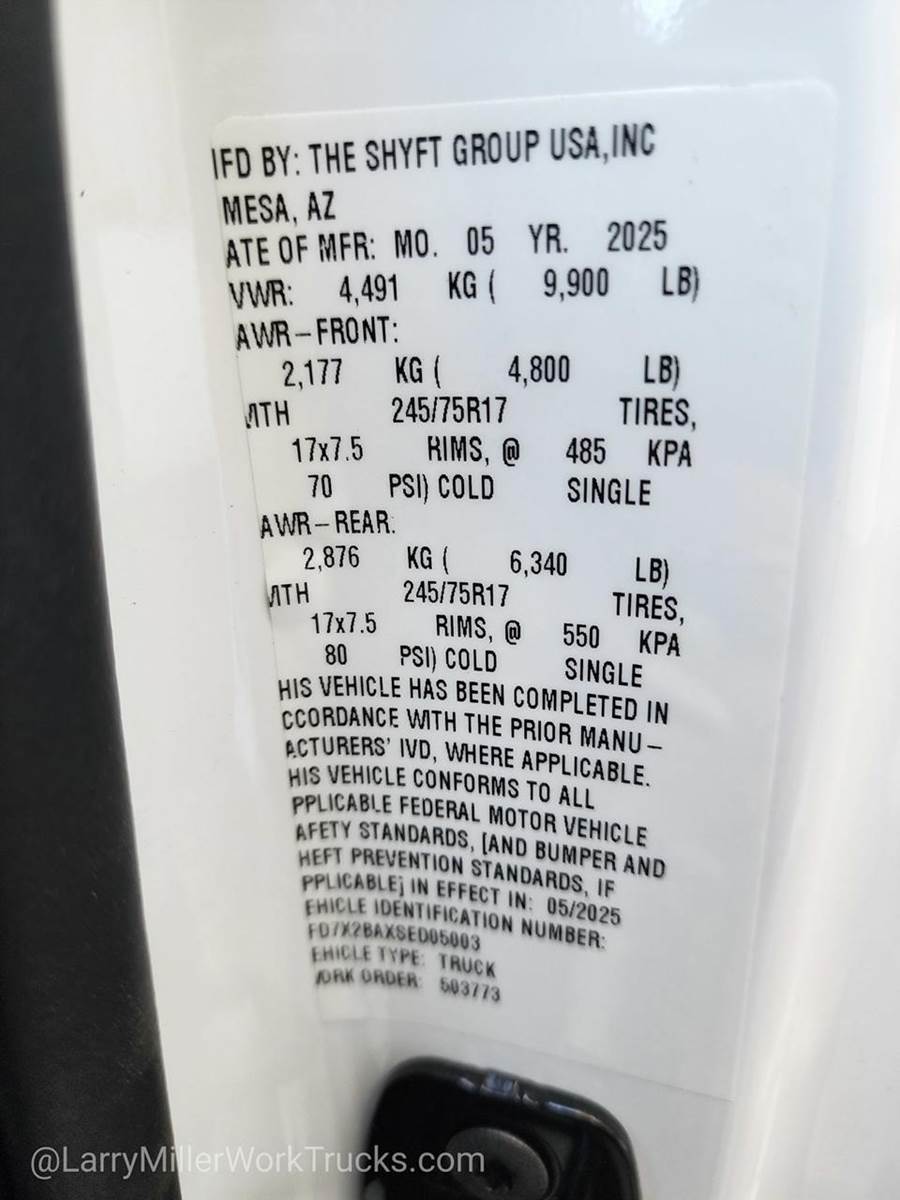 MFD BY: THE SHYFT GROUP USA,INC
MESA, AZ
ATE OF MFR: MO. 05 YR. 2025
VWR: 4,491 KG ( 9,900 LB)
AWR-FRONT:
2,177 KG ( 4,800 LB)
WITH 245/75R17 TIRES,
17x7.5 RIMS, @ 485 KPA
70 PSI) COLD SINGLE
AWR-REAR:
2,876 KG ( 6,340 LB)
WITH 245/75R17 TIRES,
17x7.5 RIMS, @ 550 KPA
80 PSI) COLD SINGLE
HIS VEHICLE HAS BEEN COMPLETED IN
CCORDANCE WITH THE PRIOR MANU-
ACTURERS' IVD, WHERE APPLICABLE.
HIS VEHICLE CONFORMS TO ALL
PPLICABLE FEDERAL MOTOR VEHICLE
AFETY STANDARDS, [AND BUMPER AND
HEFT PREVENTION STANDARDS, IF
PPLICABLE] IN EFFECT IN: 05/2025
EHICLE IDENTIFICATION NUMBER:
FD7X2BAXSED05003
EHICLE TYPE: TRUCK
WORK ORDER: 503773
@LarryMillerWorkTrucks.com